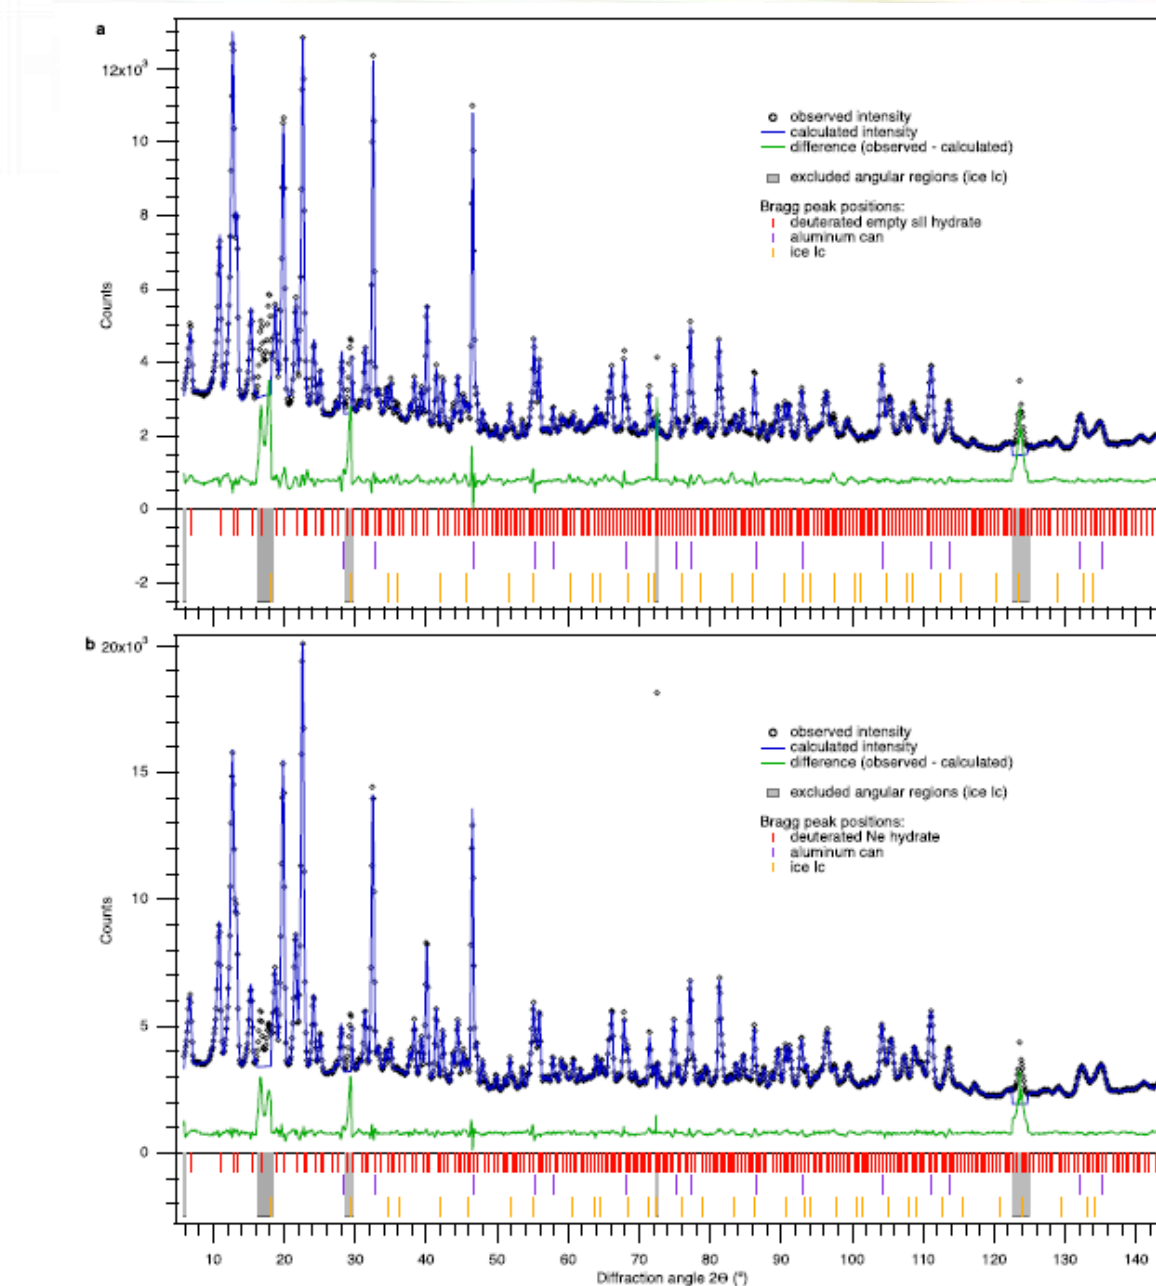 a
12x10³
10
8
6
4
2
0
-2
Counts
observed intensity
calculated intensity
difference (observed - calculated)
excluded angular regions (ice Ic)
Bragg peak positions:
deuterated empty sII hydrate
aluminum can
ice Ic
b
20x10³
15
10
5
0
Counts
observed intensity
calculated intensity
difference (observed - calculated)
excluded angular regions (ice Ic)
Bragg peak positions:
deuterated Ne hydrate
aluminum can
ice Ic
10 20 30 40 50 60 70 80 90 100 110 120 130 140
Diffraction angle 2Θ (°)